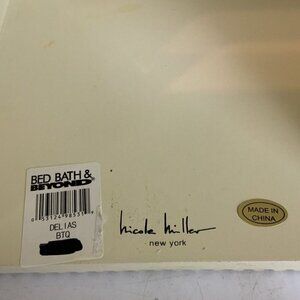 BED BATH &
BEYOND
DELIAS
BTQ
nicole miller
new york
MADE IN
CHINA